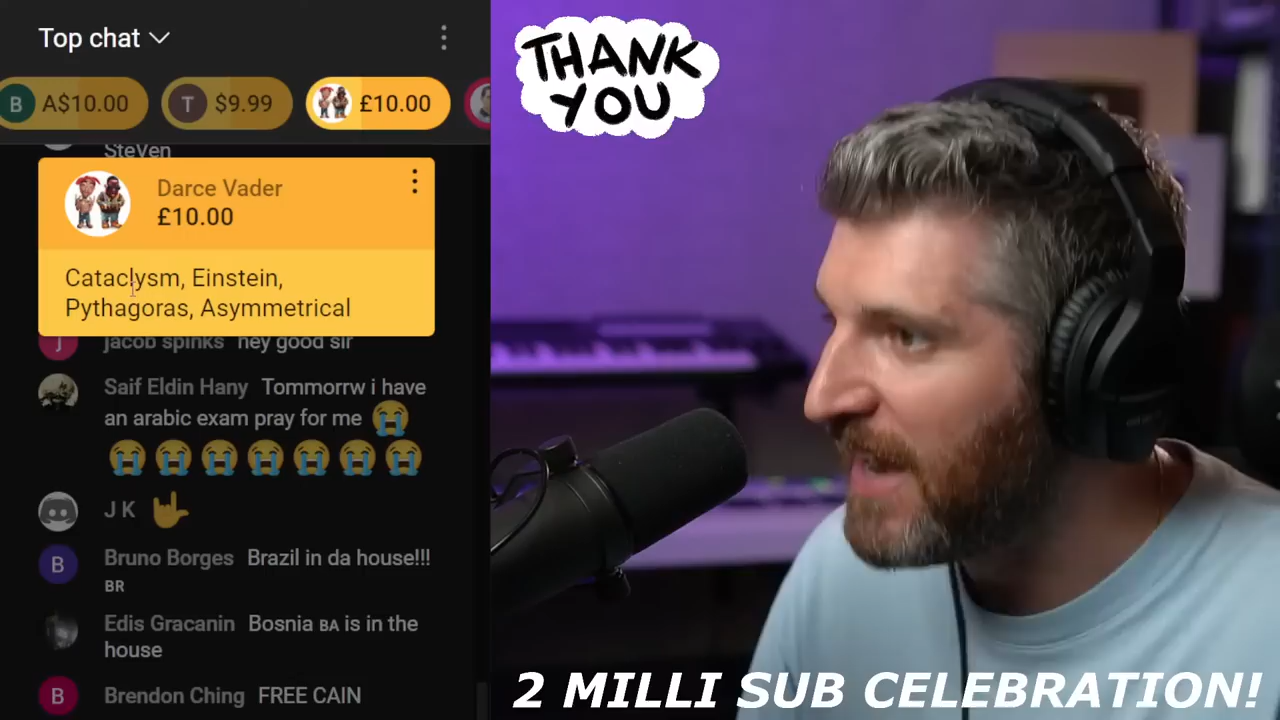 Top chat
B A$10.00 T $9.99 £10.00
SteVen
Darce Vader
£10.00
Cataclysm, Einstein,
Pythagoras, Asymmetrical
J jacob spinks hey good sir
Saif Eldin Hany Tommorrw i have
an arabic exam pray for me
J K
B Bruno Borges Brazil in da house!!!
BR
Edis Gracanin Bosnia BA is in the
house
B Brendon Ching FREE CAIN
THANK
YOU
2 MILLI SUB CELEBRATION!